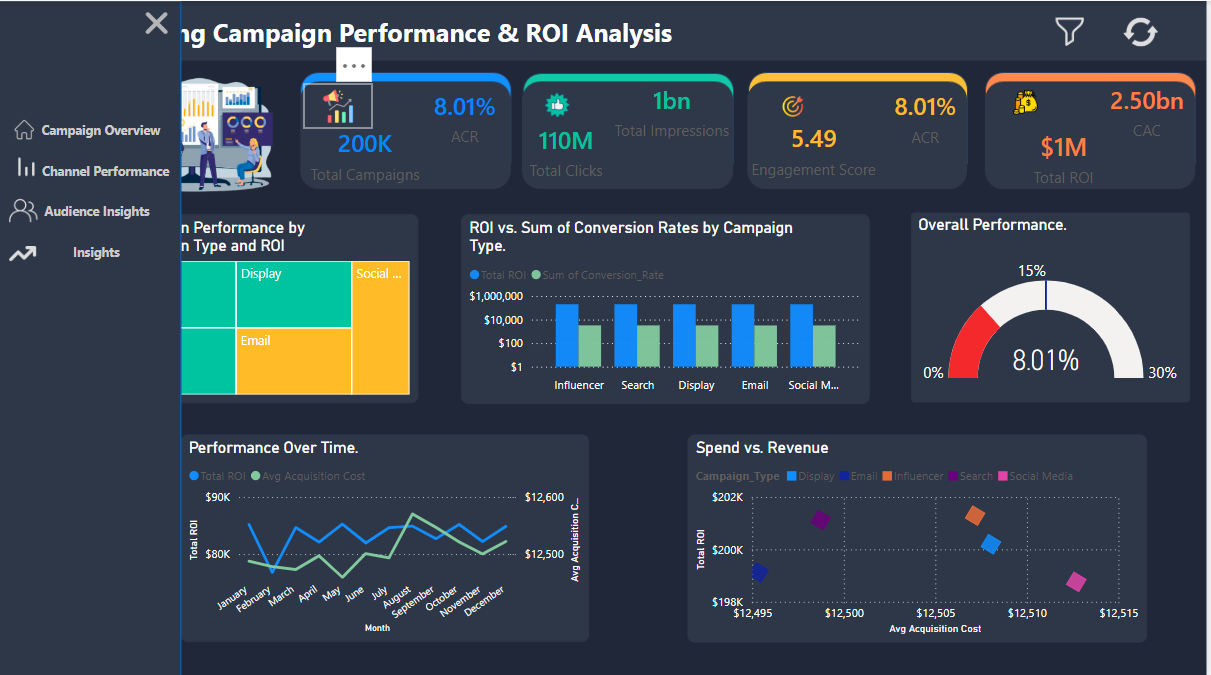 ng Campaign Performance & ROI Analysis
Campaign Overview
Channel Performance
Audience Insights
Insights
8.01%
ACR
200K
Total Campaigns
1bn
Total Impressions
110M
Total Clicks
8.01%
ACR
5.49
Engagement Score
2.50bn
CAC
$1M
Total ROI
n Performance by
n Type and ROI
Display
Social ...
Email
ROI vs. Sum of Conversion Rates by Campaign
Type.
Total ROI Sum of Conversion_Rate
$1,000,000
$10,000
$100
$1
Influencer Search Display Email Social M...
Overall Performance.
15%
0% 8.01% 30%
Performance Over Time.
Total ROI Avg Acquisition Cost
$90K
$80K
Total ROI
$12,600
$12,500
Avg Acquisition C...
January February March April May June July August September October November December
Month
Spend vs. Revenue
Campaign_Type Display Email Influencer Search Social Media
$202K
$200K
$198K
Total ROI
$12,495 $12,500 $12,505 $12,510 $12,515
Avg Acquisition Cost